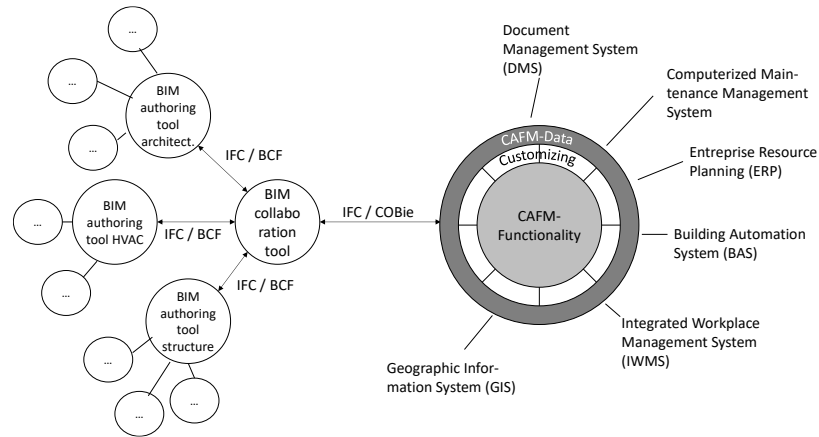 ...
...
...
BIM
authoring
tool
architect.
IFC / BCF
...
BIM
authoring
tool HVAC
IFC / BCF
...
BIM
collabo
ration
tool
IFC / BCF
BIM
authoring
tool
structure
...
...
...
IFC / COBie
CAFM-Data
Customizing
CAFM-
Functionality
Document
Management System
(DMS)
Computerized Main-
tenance Management
System
Entreprise Resource
Planning (ERP)
Building Automation
System (BAS)
Integrated Workplace
Management System
(IWMS)
Geographic Infor-
mation System (GIS)